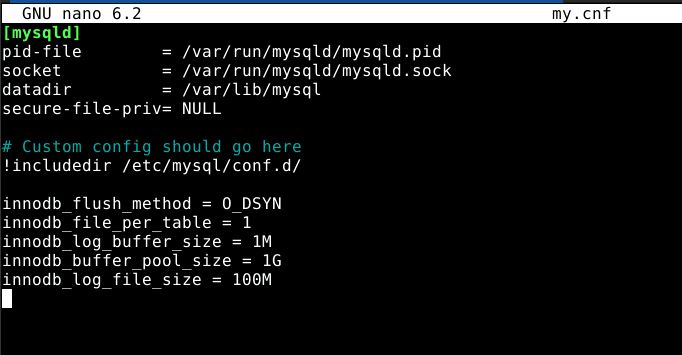 GNU nano 6.2                                                my.cnf
[mysqld]
pid-file        = /var/run/mysqld/mysqld.pid
socket          = /var/run/mysqld/mysqld.sock
datadir         = /var/lib/mysql
secure-file-priv= NULL

# Custom config should go here
!includedir /etc/mysql/conf.d/

innodb_flush_method = O_DSYN
innodb_file_per_table = 1
innodb_log_buffer_size = 1M
innodb_buffer_pool_size = 1G
innodb_log_file_size = 100M